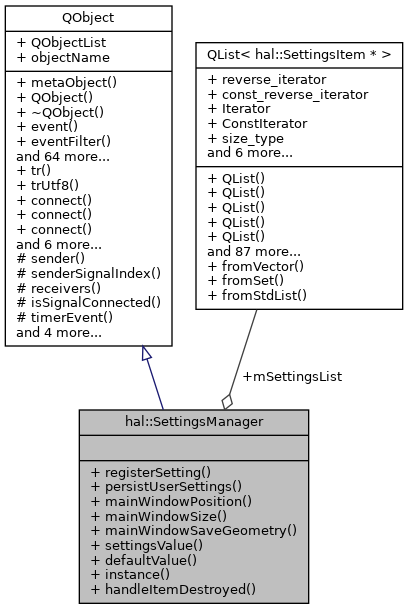 QObject
+ QObjectList
+ objectName
+ metaObject()
+ QObject()
+ ~QObject()
+ event()
+ eventFilter()
and 64 more...
+ tr()
+ trUtf8()
+ connect()
+ connect()
+ connect()
and 6 more...
# sender()
# senderSignalIndex()
# receivers()
# isSignalConnected()
# timerEvent()
and 4 more...
QList< hal::SettingsItem * >
+ reverse_iterator
+ const_reverse_iterator
+ Iterator
+ ConstIterator
+ size_type
and 6 more...
+ QList()
+ QList()
+ QList()
+ QList()
+ QList()
and 87 more...
+ fromVector()
+ fromSet()
+ fromStdList()
+mSettingsList
hal::SettingsManager
+ registerSetting()
+ persistUserSettings()
+ mainWindowPosition()
+ mainWindowSize()
+ mainWindowSaveGeometry()
+ settingsValue()
+ defaultValue()
+ instance()
+ handleItemDestroyed()